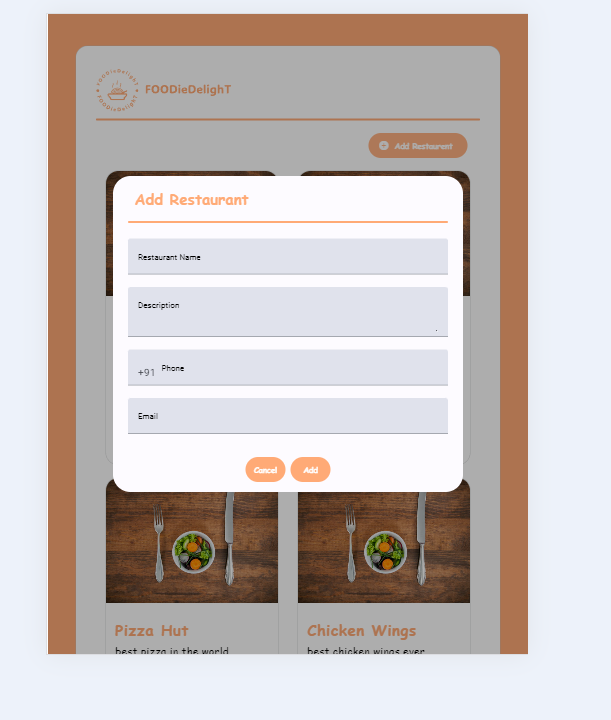 FOODieDelighT
FOODieDelighT
FOODieDelighT
Add Restaurant
Add Restaurant
Restaurant Name
Description
+91 Phone
Email
Cancel Add
Pizza Hut Chicken Wings
best pizza in the world best chicken wings ever